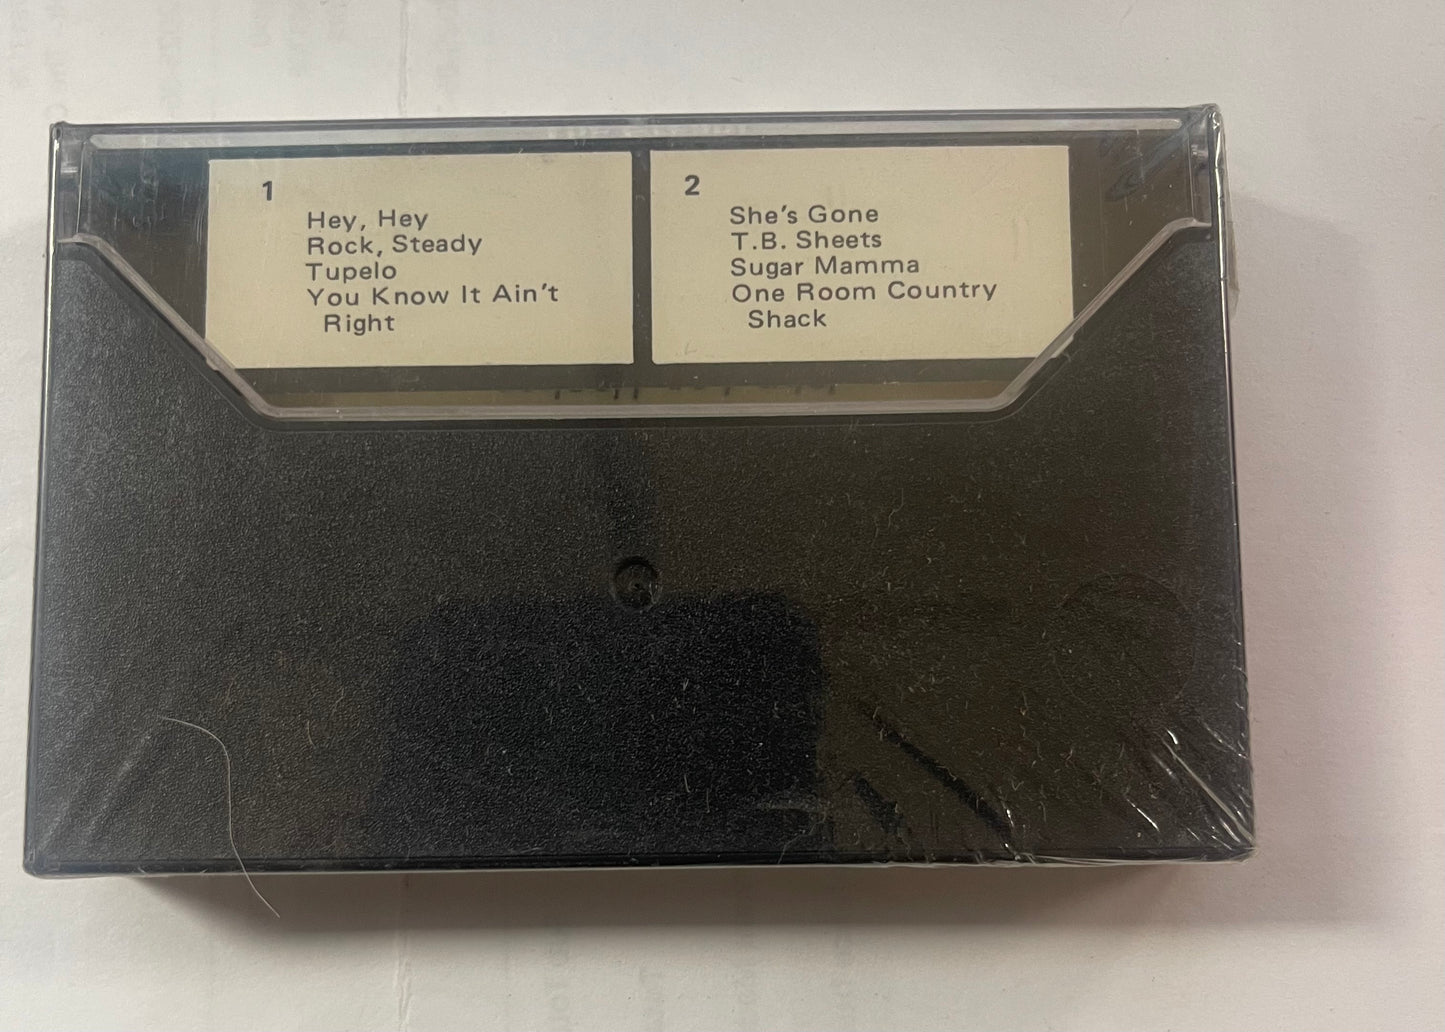 1
Hey, Hey
Rock, Steady
Tupelo
You Know It Ain't
Right
2
She's Gone
T.B. Sheets
Sugar Mamma
One Room Country
Shack